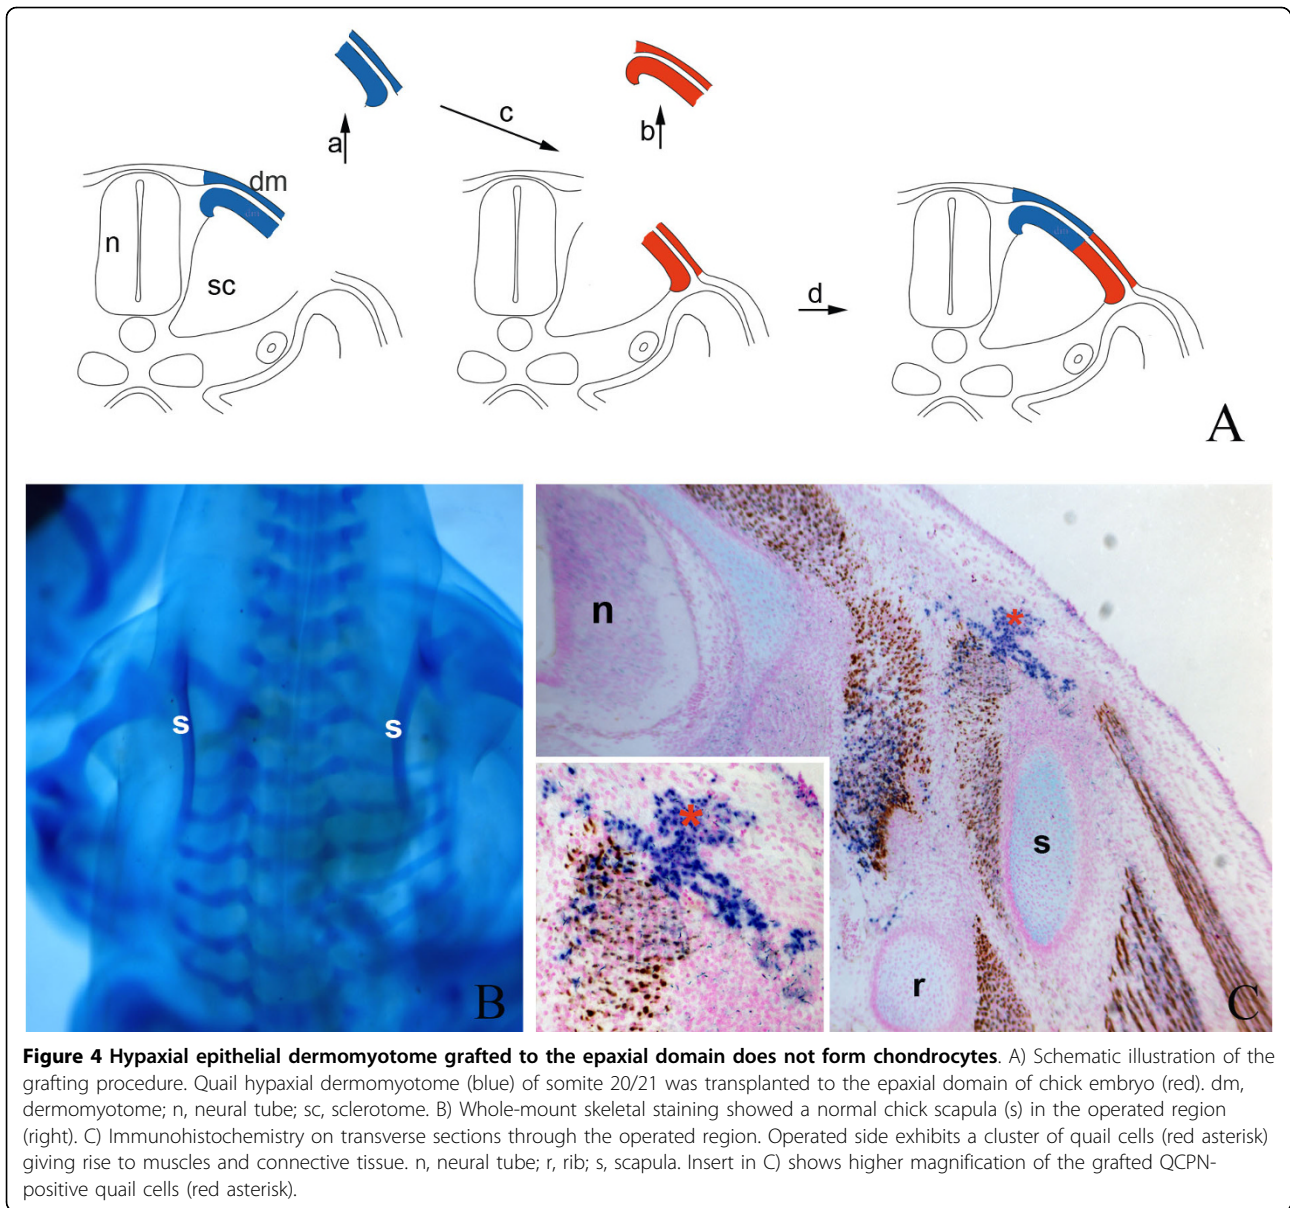 a
c
b
dm
dm
n
sc
d
dm
A
s
s
B
n
*
*
s
r
C
Figure 4 Hypaxial epithelial dermomyotome grafted to the epaxial domain does not form chondrocytes. A) Schematic illustration of the
grafting procedure. Quail hypaxial dermomyotome (blue) of somite 20/21 was transplanted to the epaxial domain of chick embryo (red). dm,
dermomyotome; n, neural tube; sc, sclerotome. B) Whole-mount skeletal staining showed a normal chick scapula (s) in the operated region
(right). C) Immunohistochemistry on transverse sections through the operated region. Operated side exhibits a cluster of quail cells (red asterisk)
giving rise to muscles and connective tissue. n, neural tube; r, rib; s, scapula. Insert in C) shows higher magnification of the grafted QCPN-
positive quail cells (red asterisk).